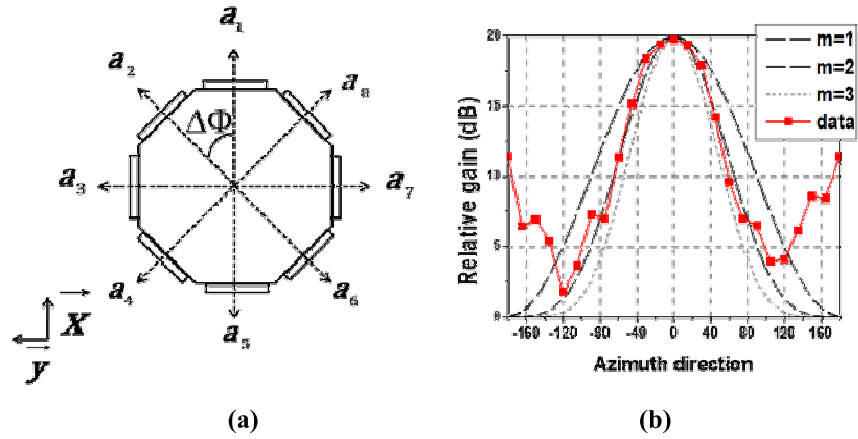 a₁
a₂
a₈
ΔΦ
a₃
a₇
a₄
a₆
a₅
X
y
(a)
m=1
m=2
m=3
data
Relative gain (dB)
20
15
10
5
0
-160 -120 -80 -40 0 40 80 120 160
Azimuth direction
(b)